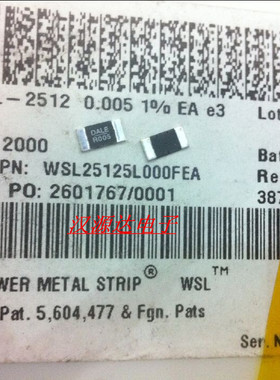 -2512 0.005 1% EA e3 Lot
2000
DALE
R005
Bat
PN: WSL25125L000FEA
Re
PO: 2601767/0001
387
汉源达电子
WER METAL STRIP® WSL™
Pat. 5,604,477 & Fgn. Pats
Ser. N